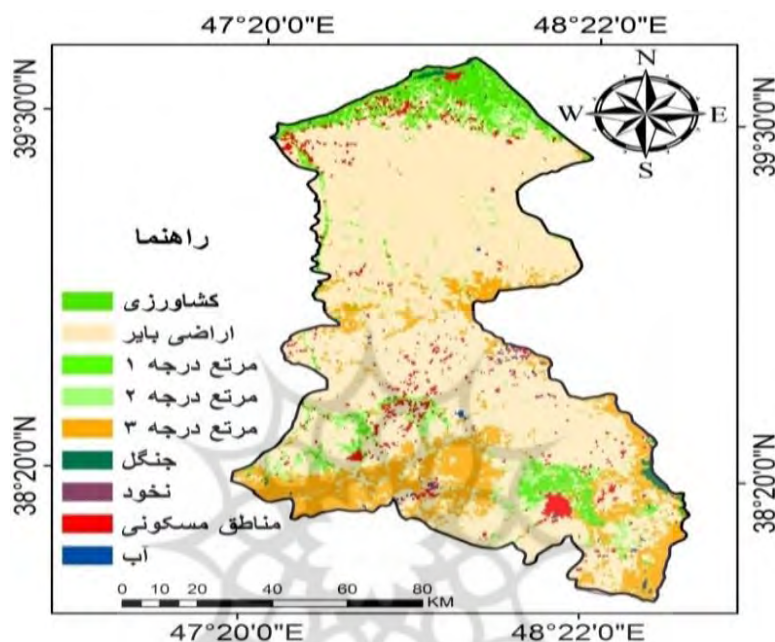 47°20'0"E 48°22'0"E
N
W E
S
39°30'0"N 39°30'0"N
راهنما
کشاورزی
اراضی بایر
مرتع درجه ۱
مرتع درجه ۲
مرتع درجه ۳
جنگل
نخود
مناطق مسکونی
آب
38°20'0"N 38°20'0"N
0 20 40 60 80
KM
47°20'0"E 48°22'0"E